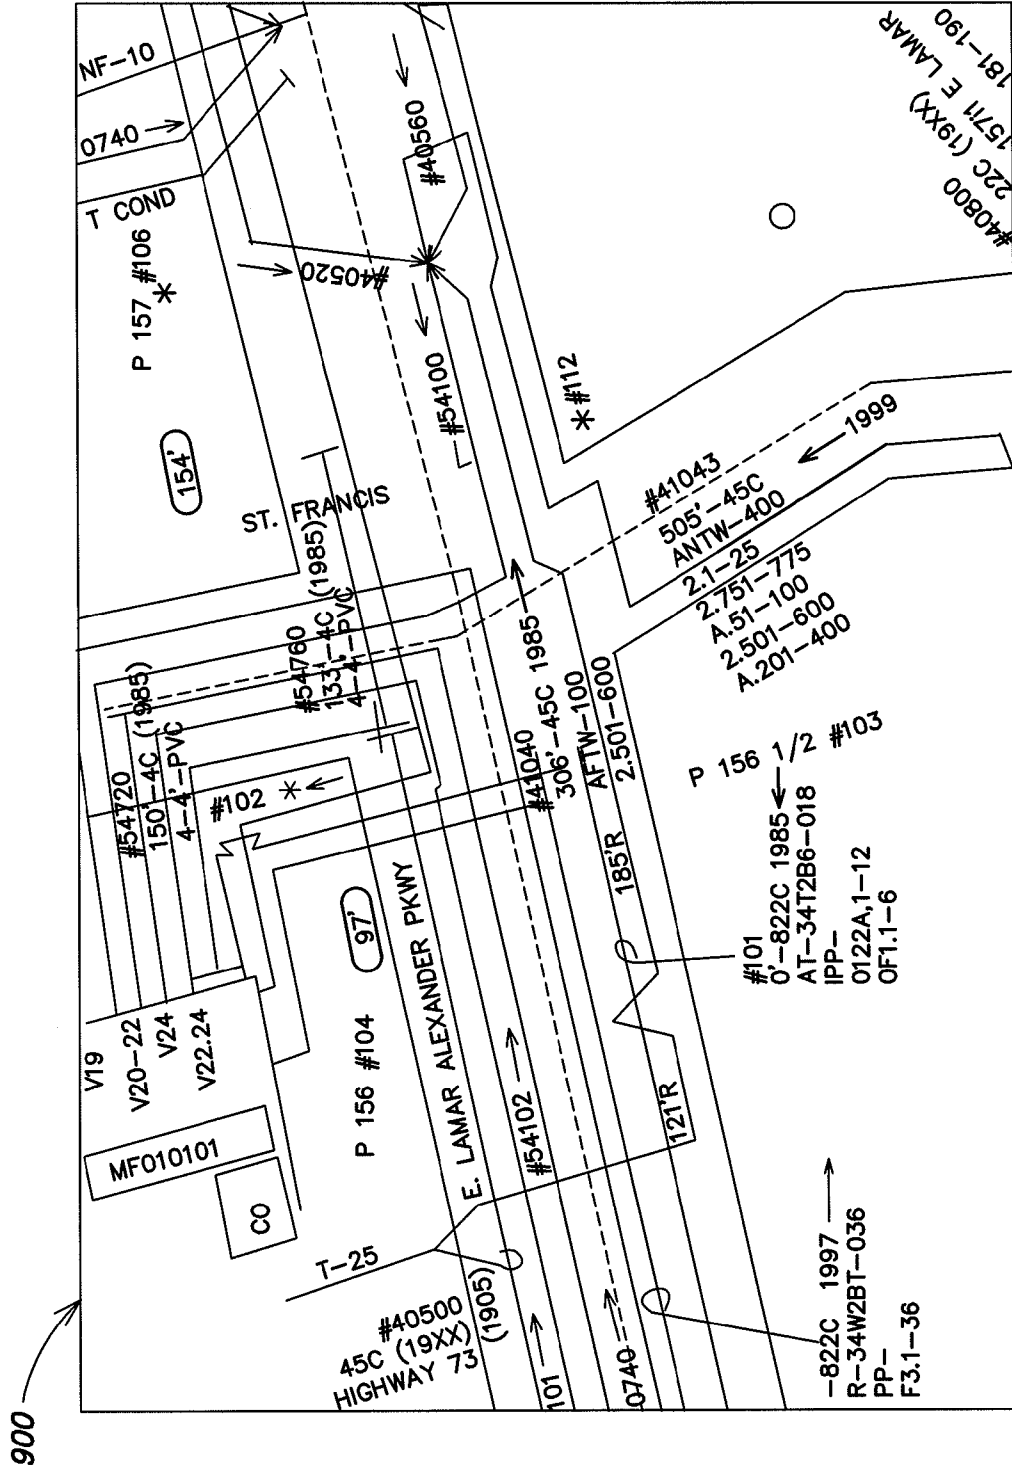 900
NF-10
0740
T COND
P 157 #106
154'
ST. FRANCIS
#40560
#40520
#54100
#40800
22C (19XX)
15711 E LAMAR
181-190
*#112
1999
#41043
505'-45C
ANTW-400
2.1-25
2.751-775
A.51-100
2.501-600
A.201-400
#54760
133'-4C (1985)
4-4'-PVC
#54720
150'-4C (1985)
4-4'-PVC
#102
#41040
306'-45C 1985
AFTW-100
2.501-600
185'R
P 156 1/2 #103
#101
0'-822C 1985
AT-34T2B6-018
IPP-
0122A,1-12
0F1.1-6
V19
V20-22
V24
V22.24
MF010101
CO
97'
P 156 #104
E. LAMAR ALEXANDER PKWY
T-25
#54102
121'R
#40500
45C (19XX)
HIGHWAY 73 (1905)
101
0740
-822C 1997
R-34W2BT-036
PP-
F3.1-36